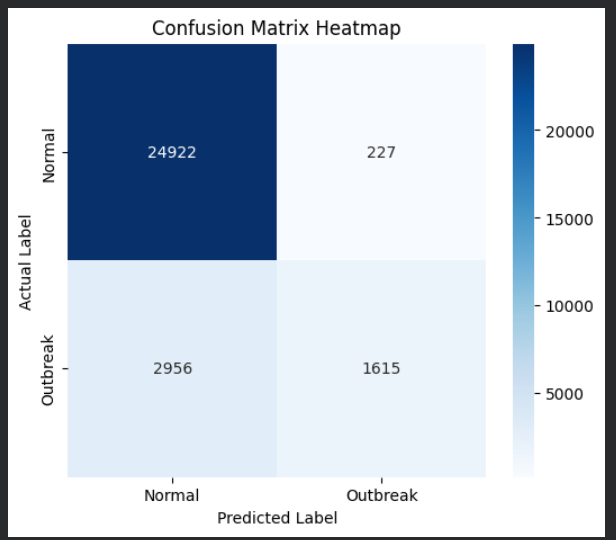 Confusion Matrix Heatmap
Normal
24922
227
20000
15000
Actual Label
10000
Outbreak
2956
1615
5000
Normal
Outbreak
Predicted Label